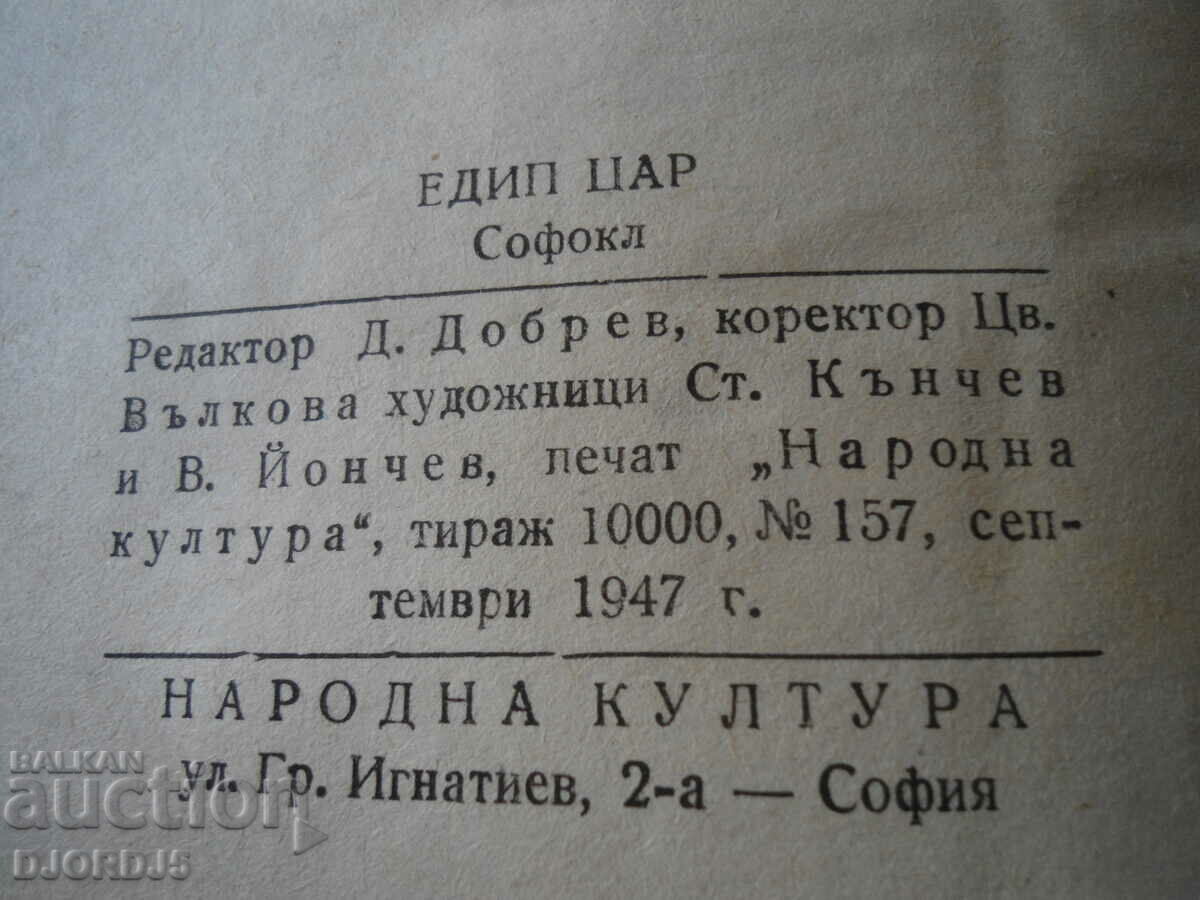 ЕДИП ЦАР
Софокл
Редактор Д. Добрев, коректор Цв.
Вълкова художници Ст. Кънчев
и В. Йончев, печат „Народна
култура“, тираж 10000, № 157, сеп-
тември 1947 г.
НАРОДНА КУЛТУРА
ул. Гр. Игнатиев, 2-а — София
BALKAN
auction
DJORDJ5